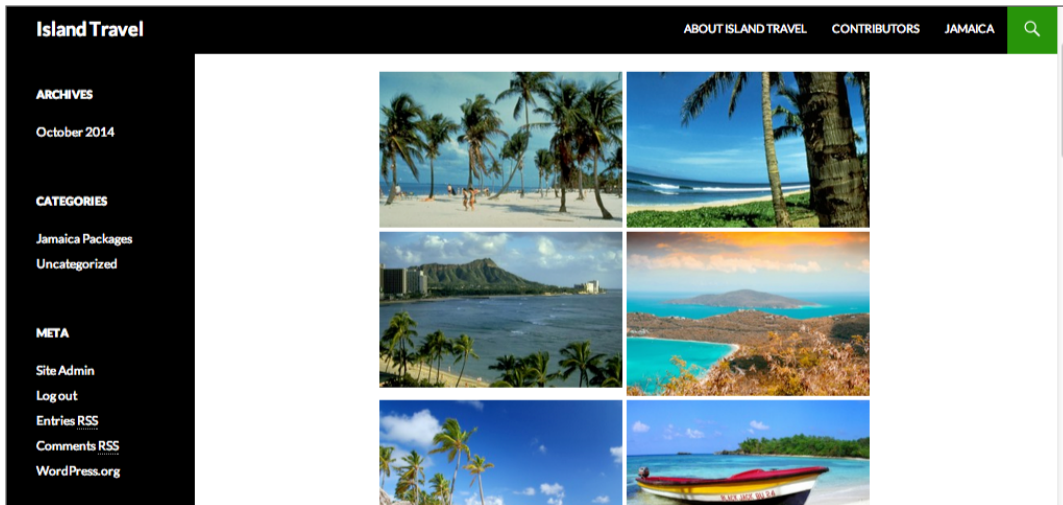 Island Travel
ABOUT ISLAND TRAVEL CONTRIBUTORS JAMAICA
ARCHIVES
October 2014
CATEGORIES
Jamaica Packages
Uncategorized
META
Site Admin
Log out
Entries RSS
Comments RSS
WordPress.org